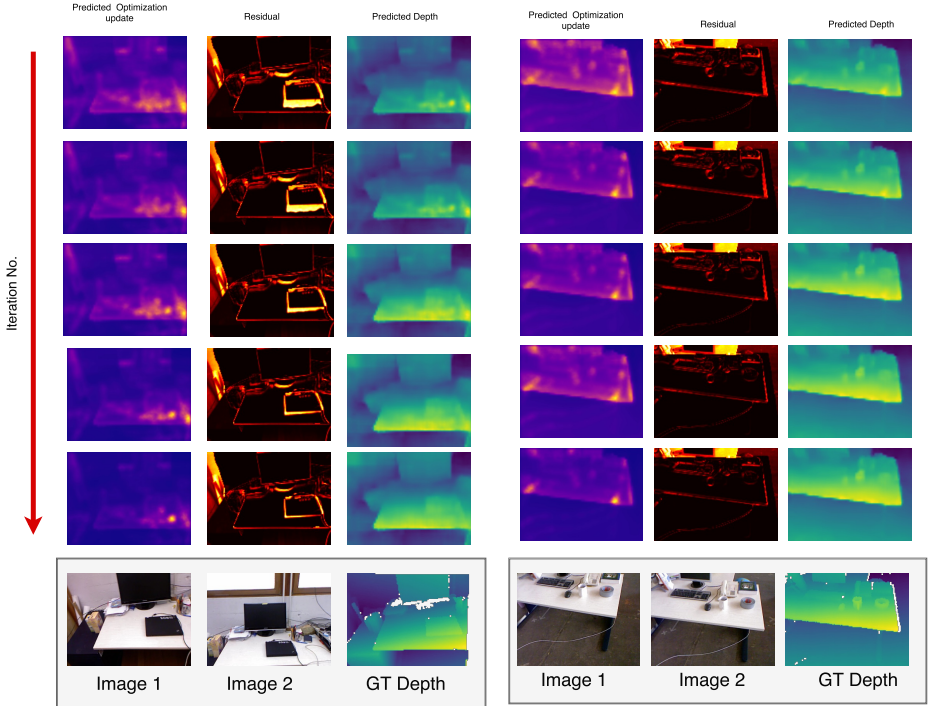 Predicted Optimization
update
Residual
Predicted Depth
Predicted Optimization
update
Residual
Predicted Depth
Iteration No.
Image 1
Image 2
GT Depth
Image 1
Image 2
GT Depth